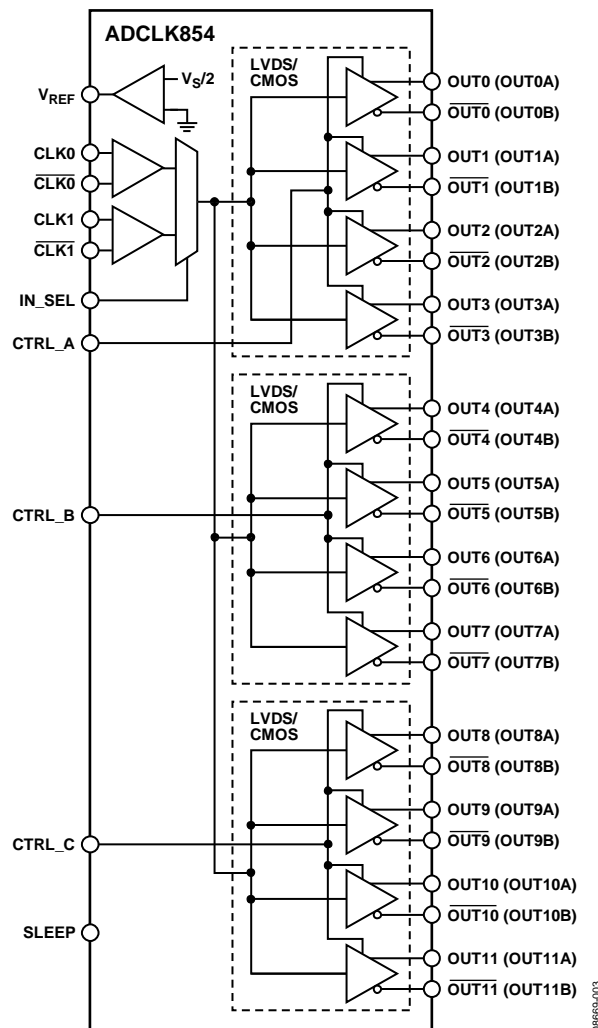 ADCLK854
LVDS/
CMOS
VS/2
VREF
CLK0
CLK0
CLK1
CLK1
IN_SEL
CTRL_A
OUT0 (OUT0A)
OUT0 (OUT0B)
OUT1 (OUT1A)
OUT1 (OUT1B)
OUT2 (OUT2A)
OUT2 (OUT2B)
OUT3 (OUT3A)
OUT3 (OUT3B)
LVDS/
CMOS
CTRL_B
OUT4 (OUT4A)
OUT4 (OUT4B)
OUT5 (OUT5A)
OUT5 (OUT5B)
OUT6 (OUT6A)
OUT6 (OUT6B)
OUT7 (OUT7A)
OUT7 (OUT7B)
LVDS/
CMOS
CTRL_C
SLEEP
OUT8 (OUT8A)
OUT8 (OUT8B)
OUT9 (OUT9A)
OUT9 (OUT9B)
OUT10 (OUT10A)
OUT10 (OUT10B)
OUT11 (OUT11A)
OUT11 (OUT11B)